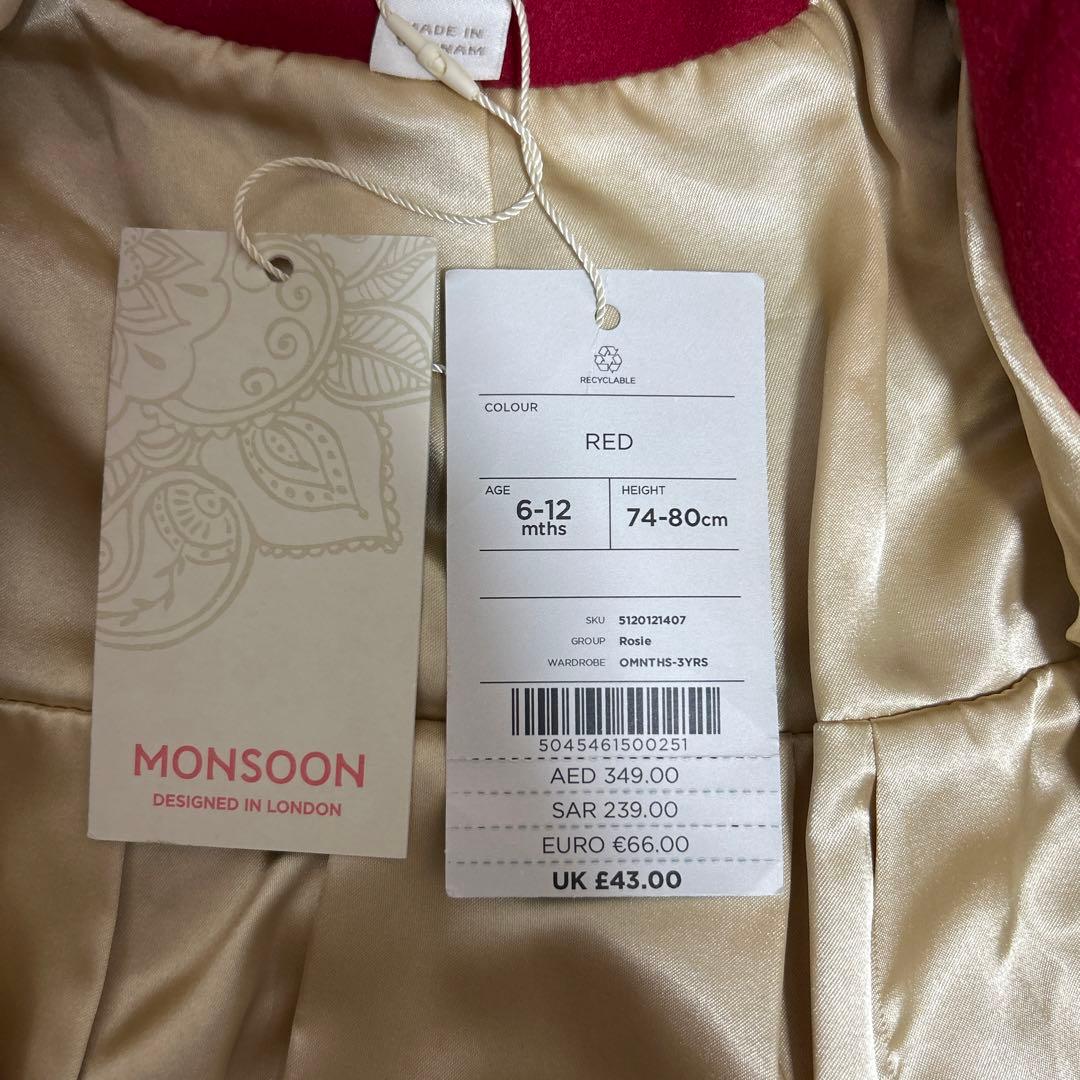 MADE IN
RECYCLABLE
COLOUR
RED
AGE
6-12
mths
HEIGHT
74-80cm
SKU 5120121407
GROUP Rosie
WARDROBE OMNTHS-3YRS
5045461500251
AED 349.00
SAR 239.00
EURO €66.00
UK £43.00
MONSOON
DESIGNED IN LONDON